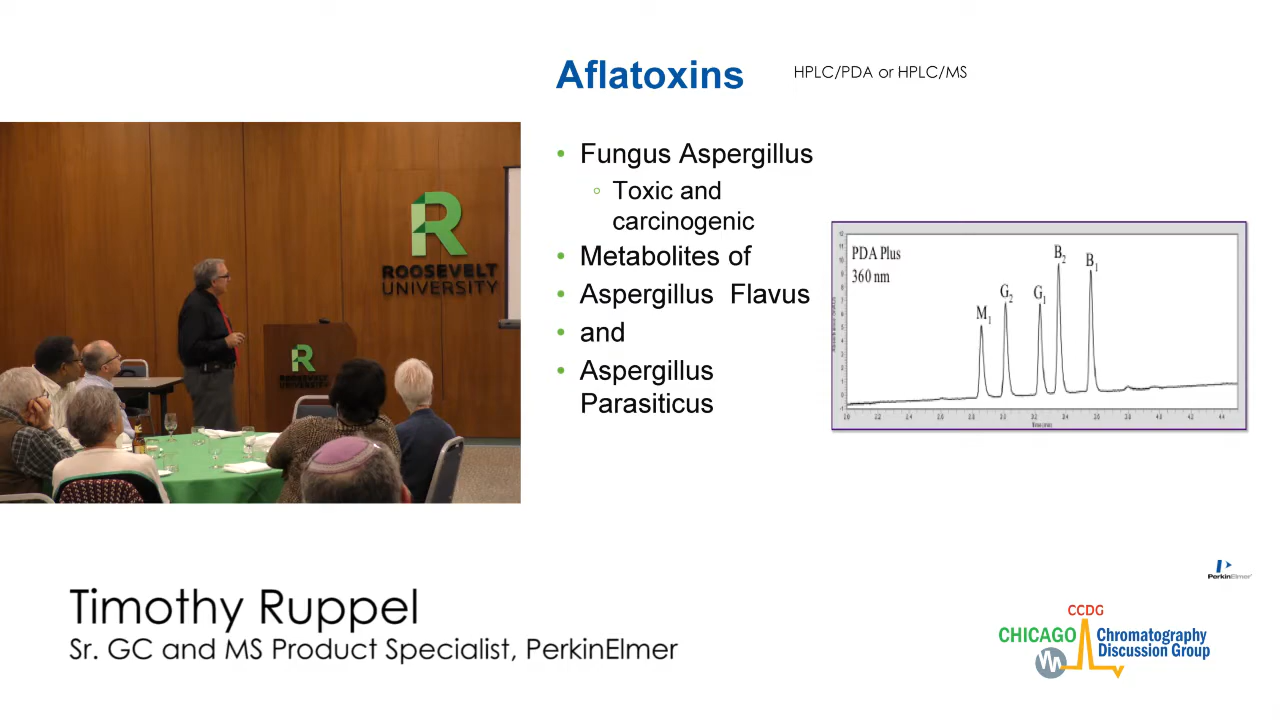 Aflatoxins
HPLC/PDA or HPLC/MS
• Fungus Aspergillus
Toxic and
carcinogenic
• Metabolites of
• Aspergillus Flavus
• and
• Aspergillus
Parasiticus
ROOSEVELT
UNIVERSITY
ROOSEVELT
UNIVERSITY
PDA Plus
360 nm
M1
G2
G1
B2
B1
PerkinElmer
Timothy Ruppel
Sr. GC and MS Product Specialist, PerkinElmer
CCDG
CHICAGO
Chromatography
Discussion Group